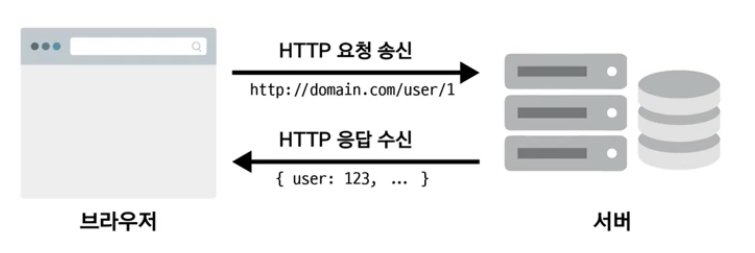 HTTP 요청 송신
http://domain.com/user/1
HTTP 응답 수신
{ user: 123, … }
브라우저
서버